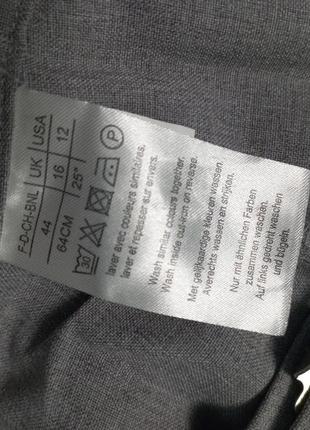 F-D-CH-BNL UK USA
44 16 12
64CM 25"
30 P
laver avec couleurs similaires.
laver et repasser sur envers.
Wash similar colours together.
Wash inside out-iron on reverse.
Met gelijkaardige kleuren wassen.
Averechts wassen en strijken.
Nur mit ähnlichen Farben
zusammen waschen.
Auf links gedreht waschen
und bügeln.